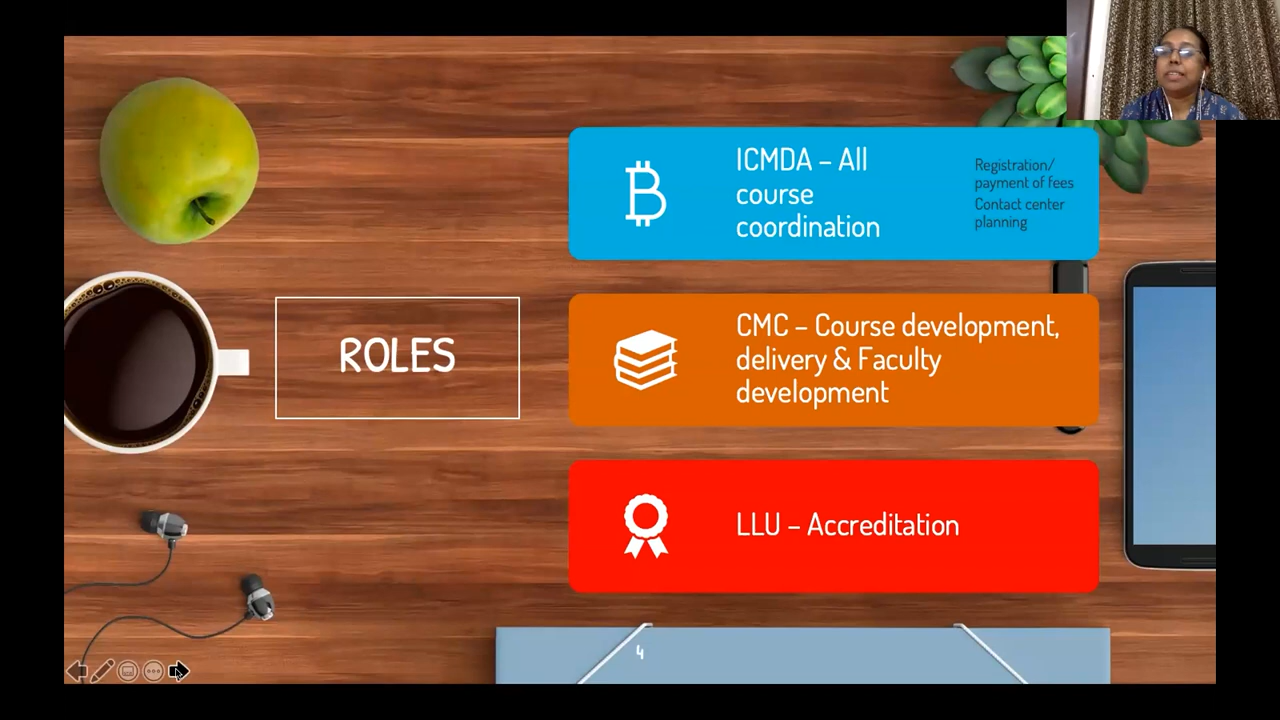 ROLES
ICMDA – All
course
coordination
Registration/
payment of fees
Contact center
planning
CMC – Course development,
delivery & Faculty
development
LLU – Accreditation
4